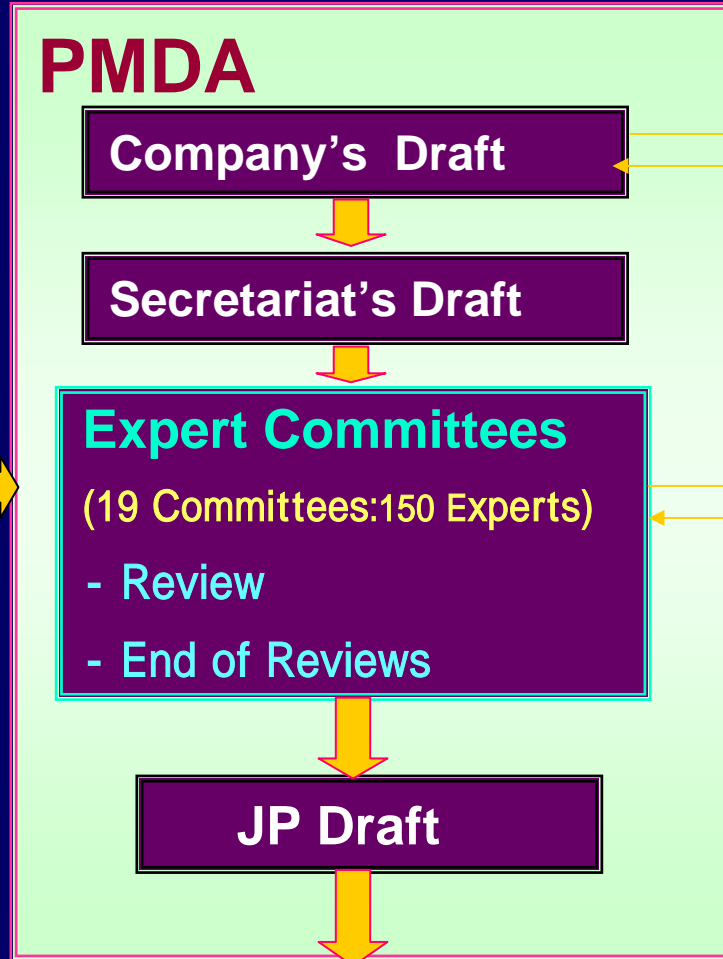 PMDA
Company’s Draft
Secretariat’s Draft
Expert Committees
(19 Committees:150 Experts)
- Review
- End of Reviews
JP Draft